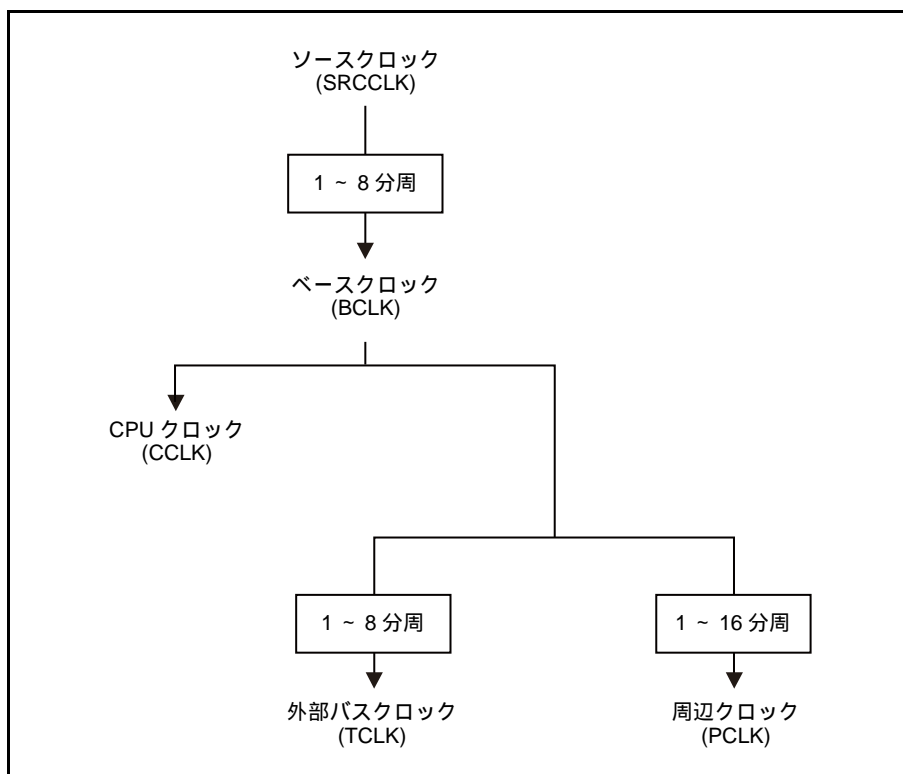 ソースクロック
(SRCCLK)
1 ~ 8 分周
ベースクロック
(BCLK)
CPU クロック
(CCLK)
1 ~ 8 分周
1 ~ 16 分周
外部バスクロック
(TCLK)
周辺クロック
(PCLK)